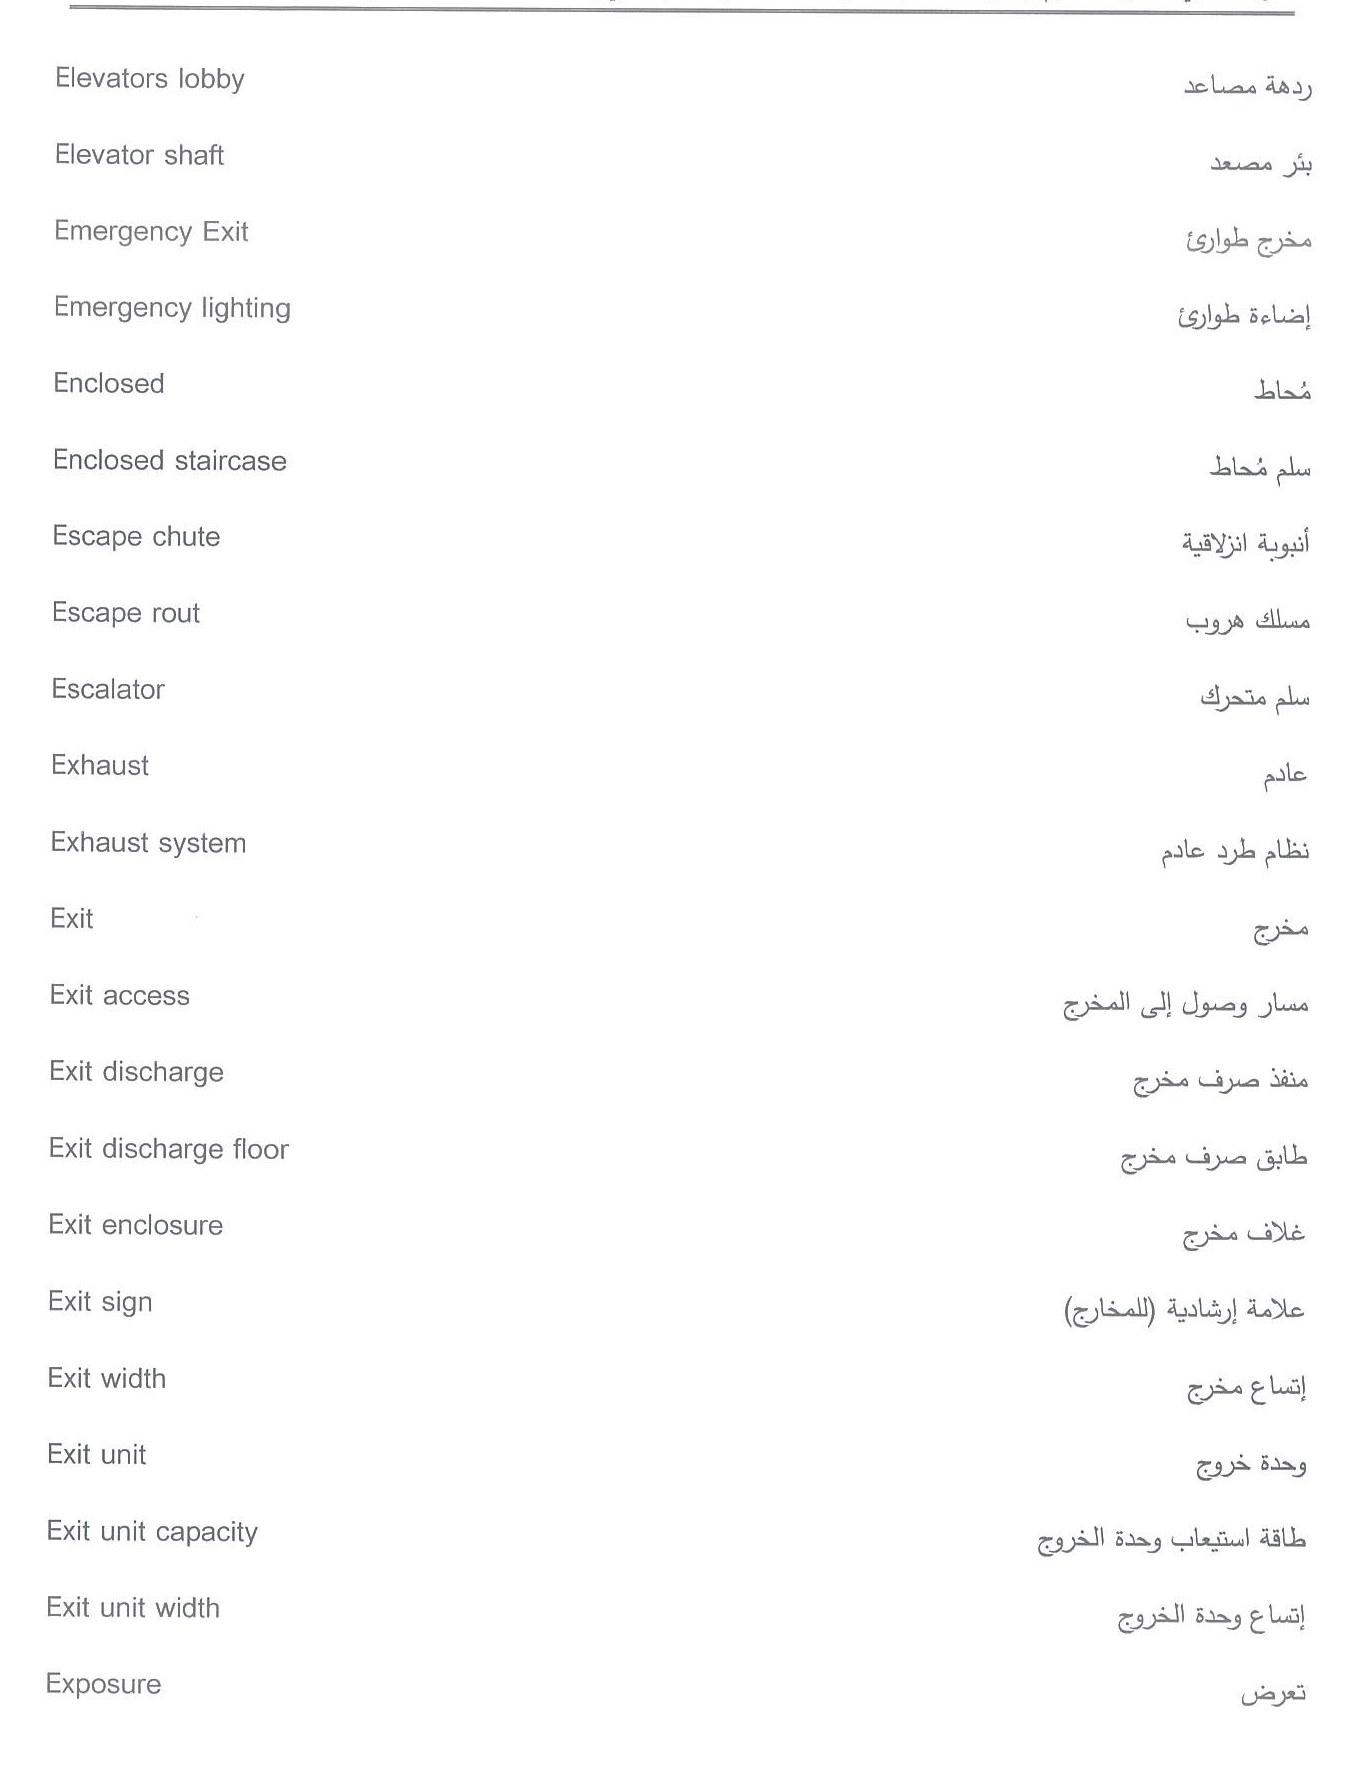 Elevators lobby ردهة مصاعد
Elevator shaft بئر مصعد
Emergency Exit مخرج طوارئ
Emergency lighting إضاءة طوارئ
Enclosed مُحاط
Enclosed staircase سلم مُحاط
Escape chute أنبوبة انزلاقية
Escape rout مسلك هروب
Escalator سلم متحرك
Exhaust عادم
Exhaust system نظام طرد عادم
Exit مخرج
Exit access مسار وصول إلى المخرج
Exit discharge منفذ صرف مخرج
Exit discharge floor طابق صرف مخرج
Exit enclosure غلاف مخرج
Exit sign علامة إرشادية (للمخارج)
Exit width إتساع مخرج
Exit unit وحدة خروج
Exit unit capacity طاقة استيعاب وحدة الخروج
Exit unit width إتساع وحدة الخروج
Exposure تعرض